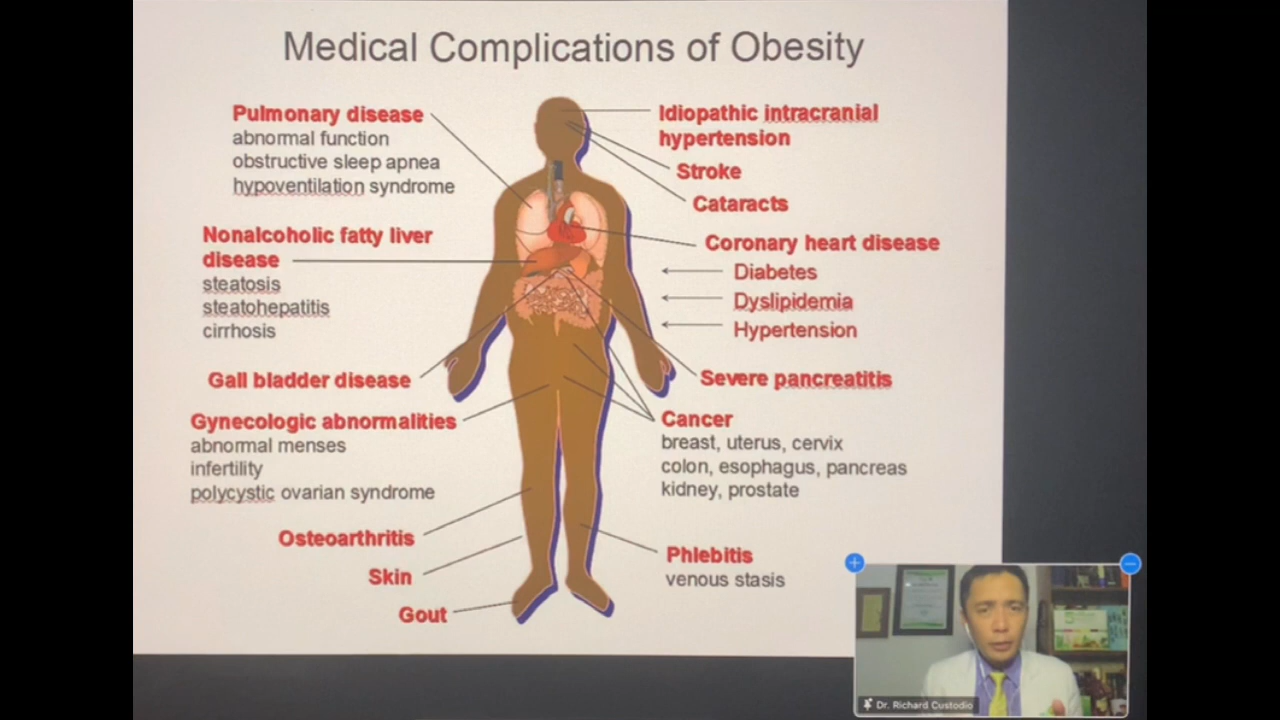 Medical Complications of Obesity
Pulmonary disease
abnormal function
obstructive sleep apnea
hypoventilation syndrome
Nonalcoholic fatty liver
disease
steatosis
steatohepatitis
cirrhosis
Gall bladder disease
Gynecologic abnormalities
abnormal menses
infertility
polycystic ovarian syndrome
Osteoarthritis
Skin
Gout
Idiopathic intracranial
hypertension
Stroke
Cataracts
Coronary heart disease
Diabetes
Dyslipidemia
Hypertension
Severe pancreatitis
Cancer
breast, uterus, cervix
colon, esophagus, pancreas
kidney, prostate
Phlebitis
venous stasis
Dr. Richard Custodio